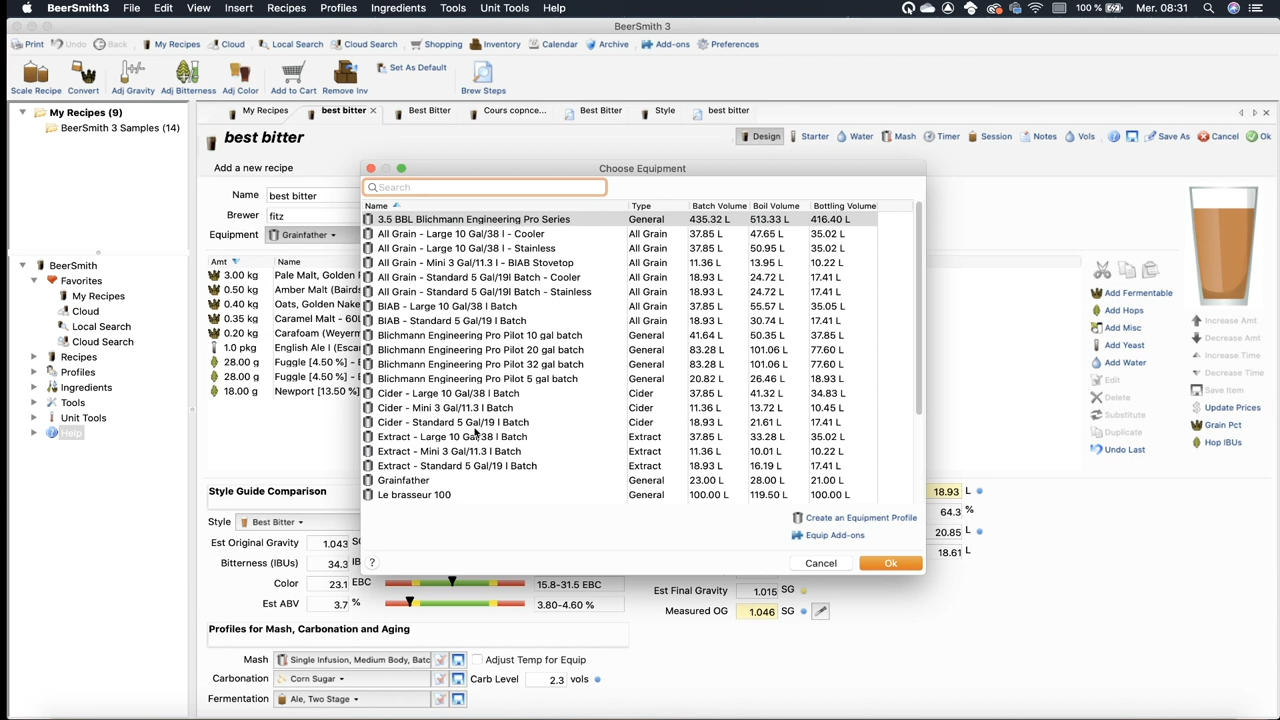 BeerSmith3 File Edit View Insert Recipes Profiles Ingredients Tools Unit Tools Help 100 % Mer. 09:31
BeerSmith 3
Print Undo Back My Recipes Cloud Local Search Cloud Search Shopping Inventory Calendar Archive Add-ons Preferences
Scale Recipe Convert Adj Gravity Adj Bitterness Adj Color Add to Cart Remove Inv Set As Default Brew Steps
My Recipes (9)
BeerSmith 3 Samples (14)
BeerSmith
Favorites
My Recipes
Cloud
Local Search
Cloud Search
Recipes
Profiles
Ingredients
Tools
Unit Tools
Help
My Recipes best bitter Best Bitter Cours copnce... Best Bitter Style best bitter
best bitter
Design Starter Water Mash Timer Session Notes Vols Save As Cancel Ok
Add a new recipe
Name best bitter
Brewer fitz
Equipment Grainfather
Amt Name
3.00 kg Pale Malt, Golden
0.50 kg Amber Malt (Bairds
0.40 kg Oats, Golden Nake
0.35 kg Caramel Malt - 60L
0.20 kg Carafoam (Weyerm
1.0 pkg English Ale I (Escar
28.00 g Fuggle [4.50 %] - E
28.00 g Fuggle [4.50 %] - E
18.00 g Newport [13.50 %]
Choose Equipment
Search
Name Type Batch Volume Boil Volume Bottling Volume
3.5 BBL Blichmann Engineering Pro Series General 435.32 L 513.33 L 416.40 L
All Grain - Large 10 Gal/38 l - Cooler All Grain 37.85 L 47.65 L 35.02 L
All Grain - Large 10 Gal/38 l - Stainless All Grain 37.85 L 50.95 L 35.02 L
All Grain - Mini 3 Gal/11.3 l - BIAB Stovetop All Grain 11.36 L 13.95 L 10.22 L
All Grain - Standard 5 Gal/19l Batch - Cooler All Grain 18.93 L 24.72 L 17.41 L
All Grain - Standard 5 Gal/19l Batch - Stainless All Grain 18.93 L 24.72 L 17.41 L
BIAB - Large 10 Gal/38 l Batch All Grain 37.85 L 55.57 L 35.05 L
BIAB - Standard 5 Gal/19 l Batch All Grain 18.93 L 30.74 L 17.41 L
Blichmann Engineering Pro Pilot 10 gal batch General 41.64 L 50.35 L 37.85 L
Blichmann Engineering Pro Pilot 20 gal batch General 83.28 L 101.06 L 77.60 L
Blichmann Engineering Pro Pilot 32 gal batch General 83.28 L 101.06 L 77.60 L
Blichmann Engineering Pro Pilot 5 gal batch General 20.82 L 26.46 L 18.93 L
Cider - Large 10 Gal/38 l Batch Cider 37.85 L 41.32 L 34.83 L
Cider - Mini 3 Gal/11.3 l Batch Cider 11.36 L 13.72 L 10.45 L
Cider - Standard 5 Gal/19 l Batch Cider 18.93 L 21.61 L 17.41 L
Extract - Large 10 Gal/38 l Batch Extract 37.85 L 33.28 L 35.02 L
Extract - Mini 3 Gal/11.3 l Batch Extract 11.36 L 10.01 L 10.22 L
Extract - Standard 5 Gal/19 l Batch Extract 18.93 L 16.19 L 17.41 L
Grainfather General 23.00 L 28.00 L 21.00 L
Le brasseur 100 General 100.00 L 119.50 L 100.00 L
Create an Equipment Profile
Equip Add-ons
? Cancel Ok
Add Fermentable
Add Hops
Add Misc
Add Yeast
Add Water
Edit
Delete
Substitute
Duplicate
Undo Last
Increase Amt
Decrease Amt
Increase Time
Decrease Time
Save Item
Update Prices
Grain Pct
Hop IBUs
Style Guide Comparison
Style Best Bitter
Est Original Gravity 1.043
Bitterness (IBUs) 34.3
Color 23.1 EBC 15.8-31.5 EBC
Est ABV 3.7 % 3.80-4.60 %
18.93 L
64.3 %
20.85 L
18.61 L
Est Final Gravity 1.015 SG
Measured OG 1.046 SG
Profiles for Mash, Carbonation and Aging
Mash Single Infusion, Medium Body, Batc Adjust Temp for Equip
Carbonation Corn Sugar Carb Level 2.3 vols
Fermentation Ale, Two Stage